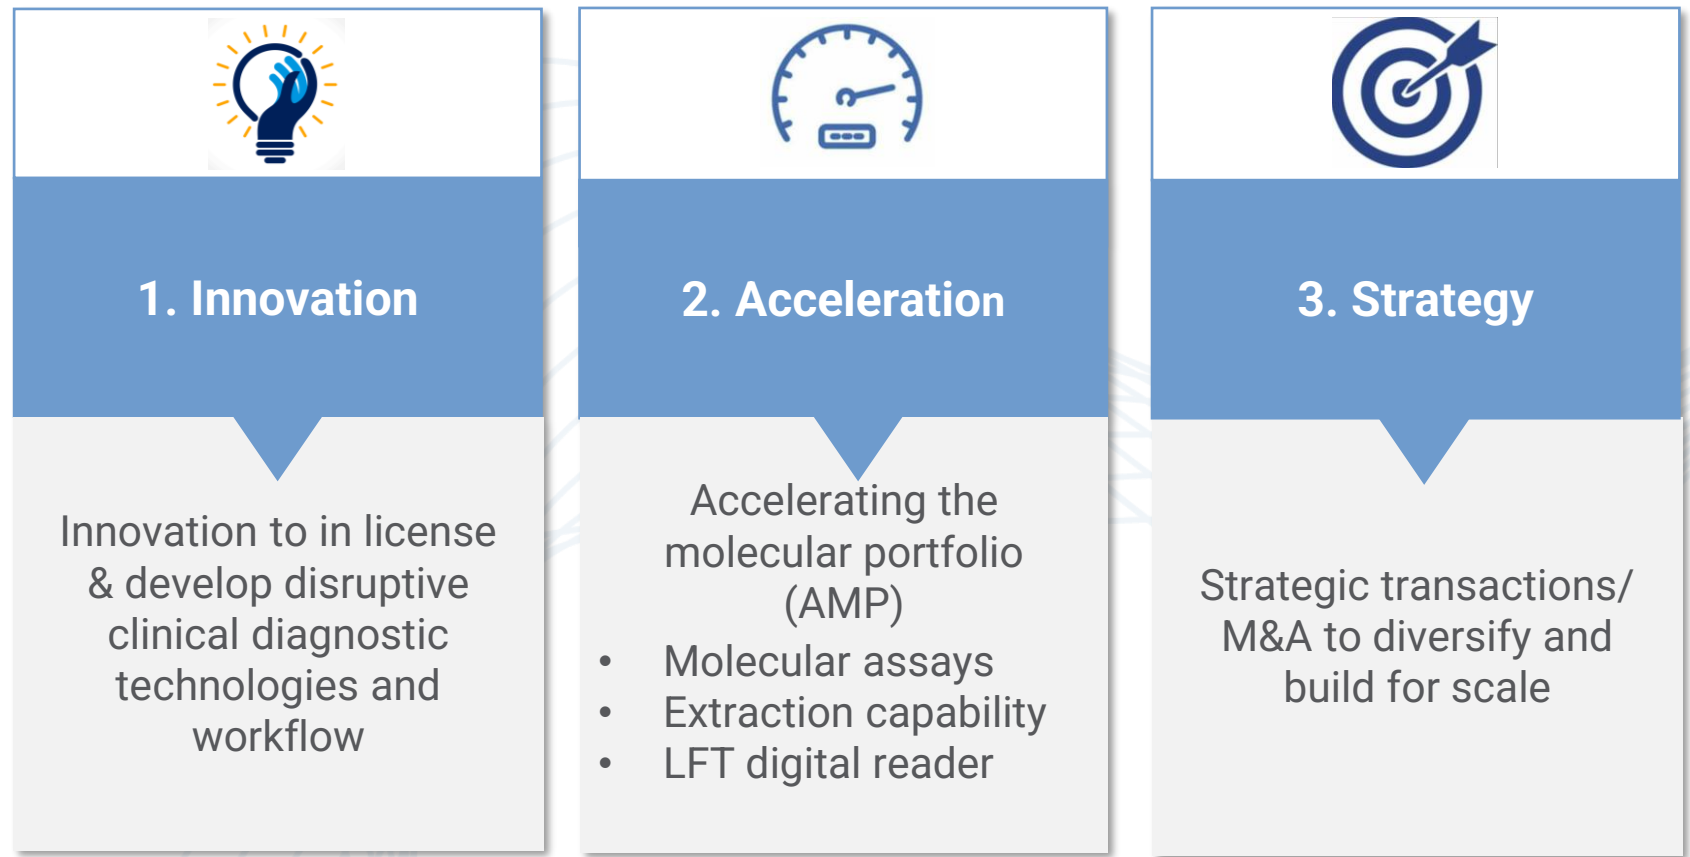 1. Innovation
Innovation to in license
& develop disruptive
clinical diagnostic
technologies and
workflow
2. Acceleration
Accelerating the
molecular portfolio
(AMP)
• Molecular assays
• Extraction capability
• LFT digital reader
3. Strategy
Strategic transactions/
M&A to diversify and
build for scale